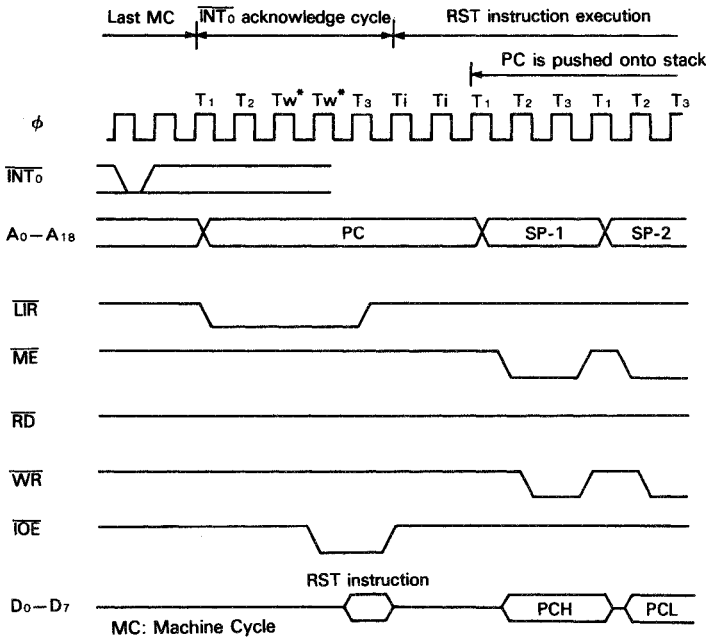 Last MC INT₀ acknowledge cycle RST instruction execution
PC is pushed onto stack
T₁ T₂ Tw* Tw* T₃ Ti Ti T₁ T₂ T₃ T₁ T₂ T₃
ϕ
INT₀
A₀–A₁₈ PC SP-1 SP-2
LIR
ME
RD
WR
IOE
RST instruction
D₀–D₇ PCH PCL
MC: Machine Cycle